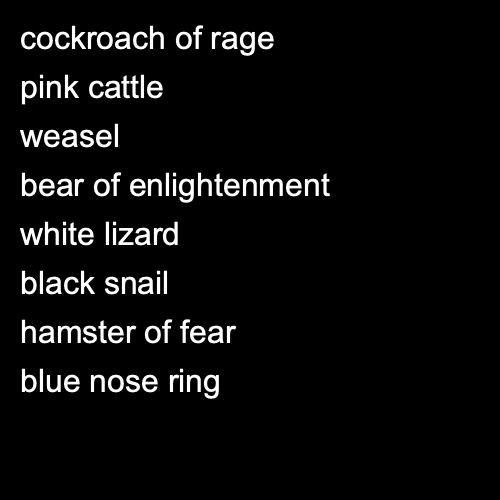 cockroach of rage
pink cattle
weasel
bear of enlightenment
white lizard
black snail
hamster of fear
blue nose ring